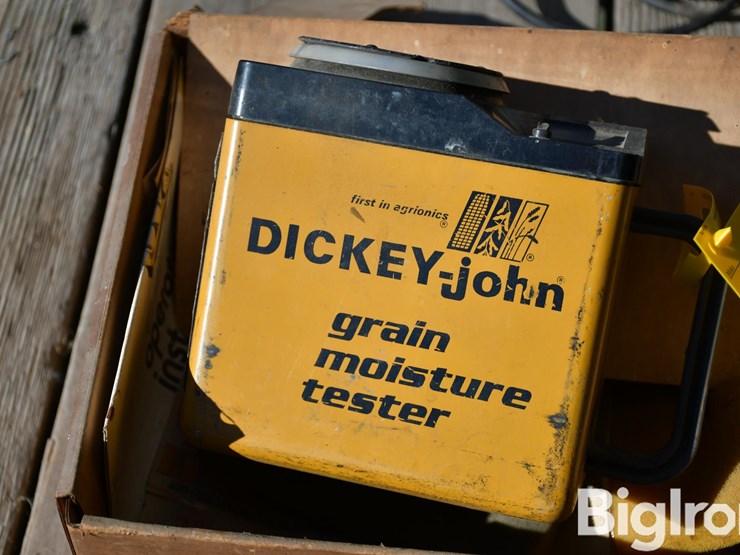 first in agrionics
DICKEY-john
grain
moisture
tester
BigIron